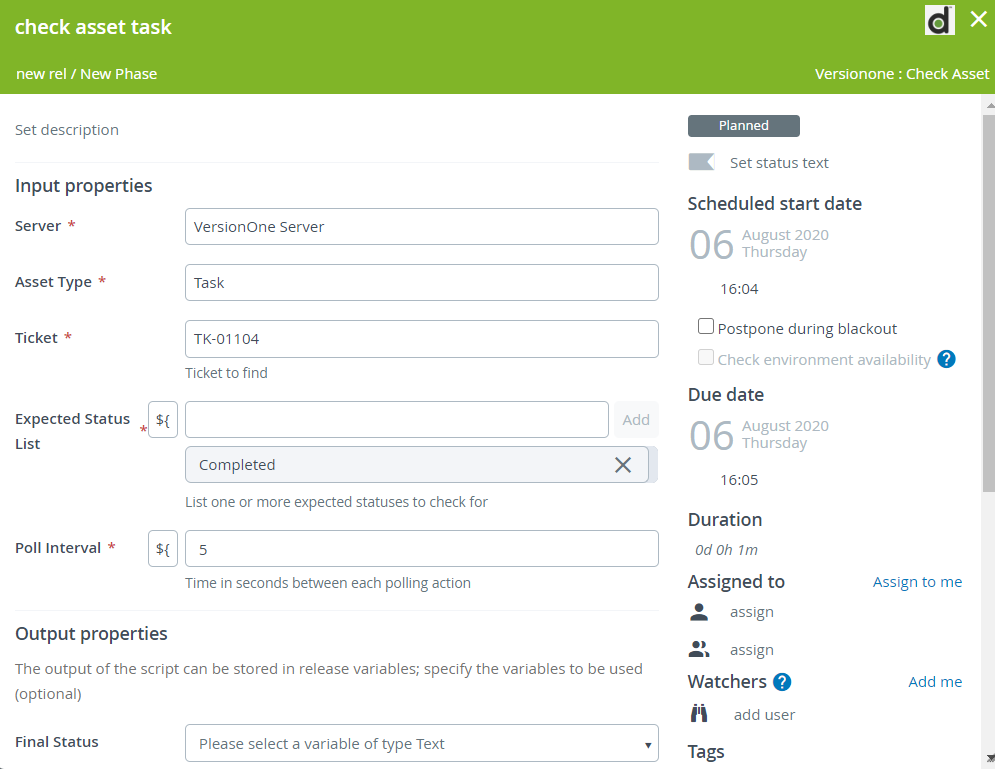 check asset task
d
new rel / New Phase
Versionone : Check Asset
Set description
Input properties
Server *
VersionOne Server
Asset Type *
Task
Ticket *
TK-01104
Ticket to find
Expected Status
List
*
${
Add
Completed
List one or more expected statuses to check for
Poll Interval *
${
5
Time in seconds between each polling action
Output properties
The output of the script can be stored in release variables; specify the variables to be used
(optional)
Final Status
Please select a variable of type Text
Planned
Set status text
Scheduled start date
06
August 2020
Thursday
16:04
Postpone during blackout
Check environment availability ?
Due date
06
August 2020
Thursday
16:05
Duration
0d 0h 1m
Assigned to
Assign to me
assign
assign
Watchers ?
Add me
add user
Tags